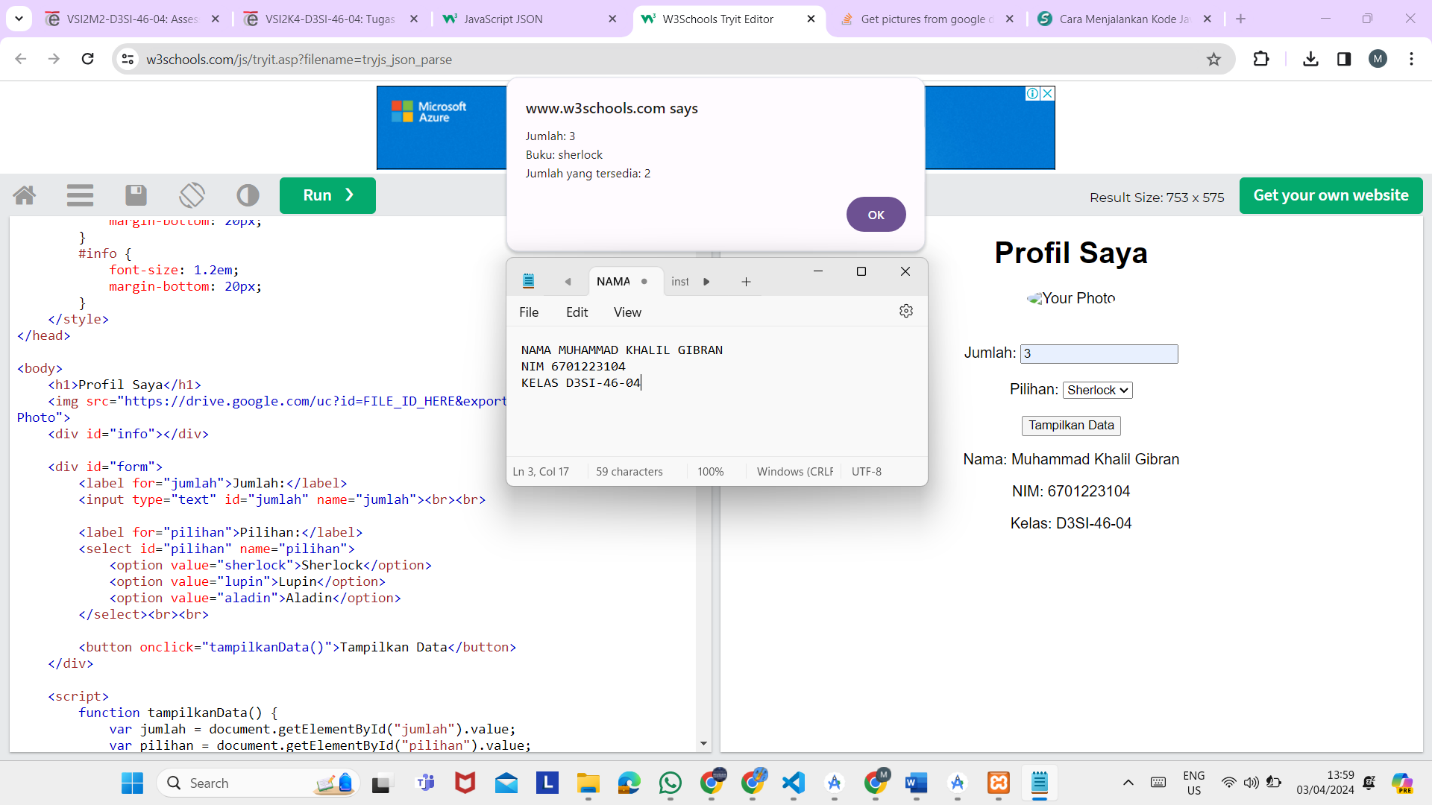 VSI2M2-D3SI-46-04: Asses
VSI2K4-D3SI-46-04: Tugas
JavaScript JSON
W3Schools Tryit Editor
Get pictures from google
Cara Menjalankan Kode
w3schools.com/js/tryit.asp?filename=tryjs_json_parse
M
Microsoft
Azure
www.w3schools.com says
Jumlah: 3
Buku: sherlock
Jumlah yang tersedia: 2
OK
Run
Result Size: 753 x 575
Get your own website
margin-bottom: 20px;
}
#info {
font-size: 1.2em;
margin-bottom: 20px;
}
</style>
</head>
<body>
<h1>Profil Saya</h1>
<img src="https://drive.google.com/uc?id=FILE_ID_HERE&export
Photo">
<div id="info"></div>
<div id="form">
<label for="jumlah">Jumlah:</label>
<input type="text" id="jumlah" name="jumlah"><br><br>
<label for="pilihan">Pilihan:</label>
<select id="pilihan" name="pilihan">
<option value="sherlock">Sherlock</option>
<option value="lupin">Lupin</option>
<option value="aladin">Aladin</option>
</select><br><br>
<button onclick="tampilkanData()">Tampilkan Data</button>
</div>
<script>
function tampilkanData() {
var jumlah = document.getElementById("jumlah").value;
var pilihan = document.getElementById("pilihan").value;
NAMA
inst
File Edit View
NAMA MUHAMMAD KHALIL GIBRAN
NIM 6701223104
KELAS D3SI-46-04
Ln 3, Col 17 59 characters 100% Windows (CRLF UTF-8
Profil Saya
Your Photo
Jumlah: 3
Pilihan: Sherlock
Tampilkan Data
Nama: Muhammad Khalil Gibran
NIM: 6701223104
Kelas: D3SI-46-04
Search
L
M
PRE
ENG
US
13:59
03/04/2024